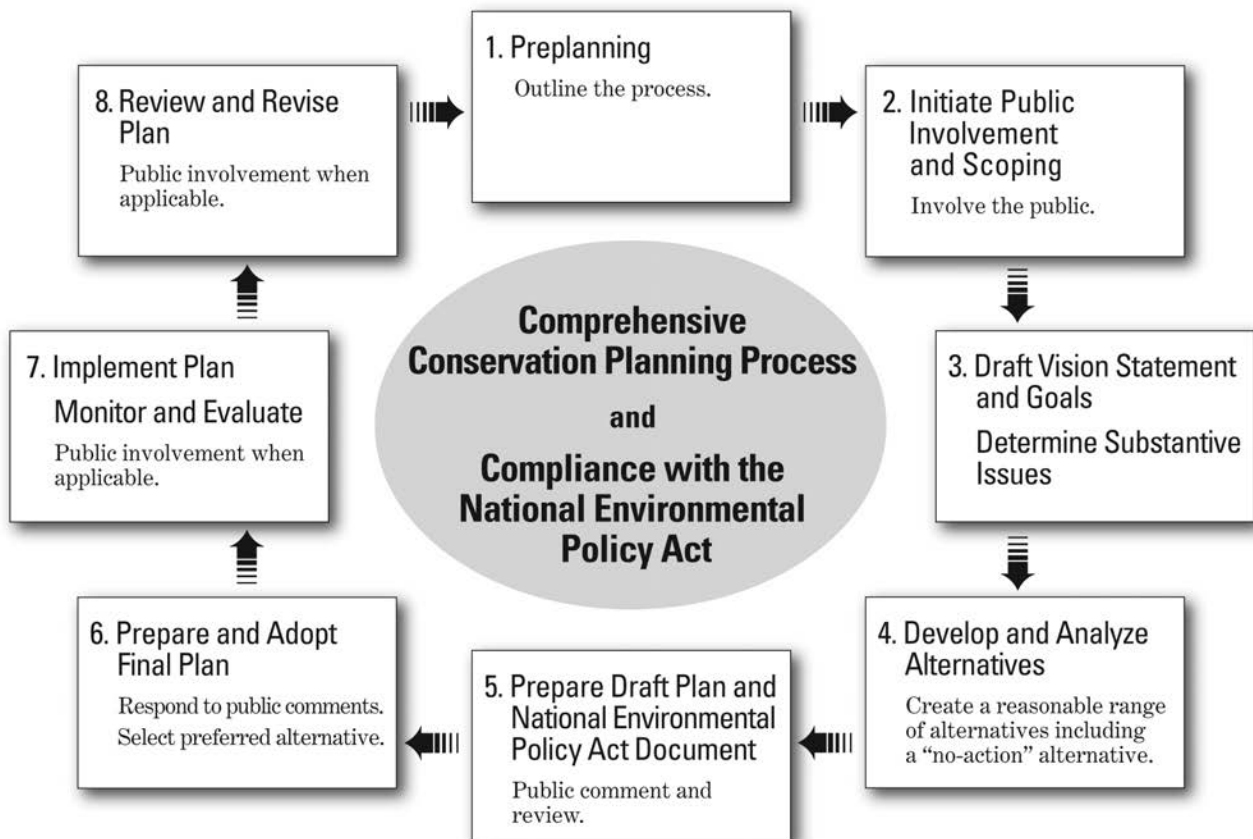 1. Preplanning
Outline the process.
2. Initiate Public
Involvement
and Scoping
Involve the public.
3. Draft Vision Statement
and Goals
Determine Substantive
Issues
4. Develop and Analyze
Alternatives
Create a reasonable range
of alternatives including
a “no-action” alternative.
5. Prepare Draft Plan and
National Environmental
Policy Act Document
Public comment and
review.
6. Prepare and Adopt
Final Plan
Respond to public comments.
Select preferred alternative.
7. Implement Plan
Monitor and Evaluate
Public involvement when
applicable.
8. Review and Revise
Plan
Public involvement when
applicable.
Comprehensive
Conservation Planning Process
and
Compliance with the
National Environmental
Policy Act